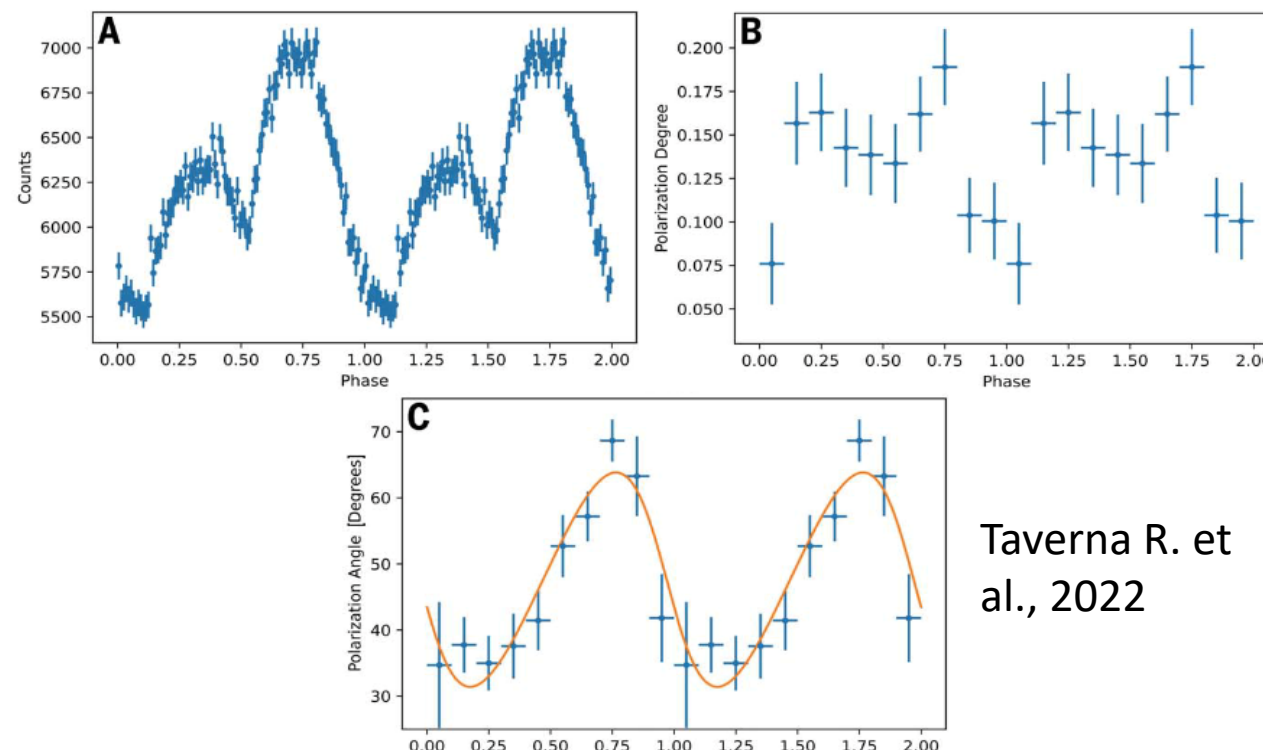 A
7000
6750
6500
6250
6000
5750
5500
Counts
0.00 0.25 0.50 0.75 1.00 1.25 1.50 1.75 2.00
Phase
B
0.200
0.175
0.150
0.125
0.100
0.075
0.050
Polarization Degree
0.00 0.25 0.50 0.75 1.00 1.25 1.50 1.75 2.0
Phase
C
70
60
50
40
30
Polarization Angle [Degrees]
0.00 0.25 0.50 0.75 1.00 1.25 1.50 1.75 2.00
Taverna R. et
al., 2022